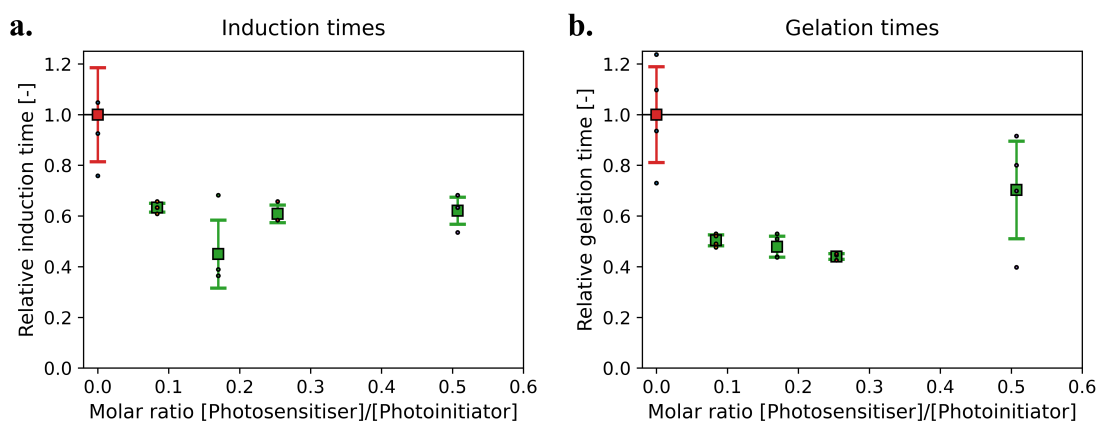 a.
Induction times
Relative induction time [-]
1.2
1.0
0.8
0.6
0.4
0.2
0.0
0.0 0.1 0.2 0.3 0.4 0.5 0.6
Molar ratio [Photosensitiser]/[Photoinitiator]
b.
Gelation times
Relative gelation time [-]
1.2
1.0
0.8
0.6
0.4
0.2
0.0
0.0 0.1 0.2 0.3 0.4 0.5 0.6
Molar ratio [Photosensitiser]/[Photoinitiator]